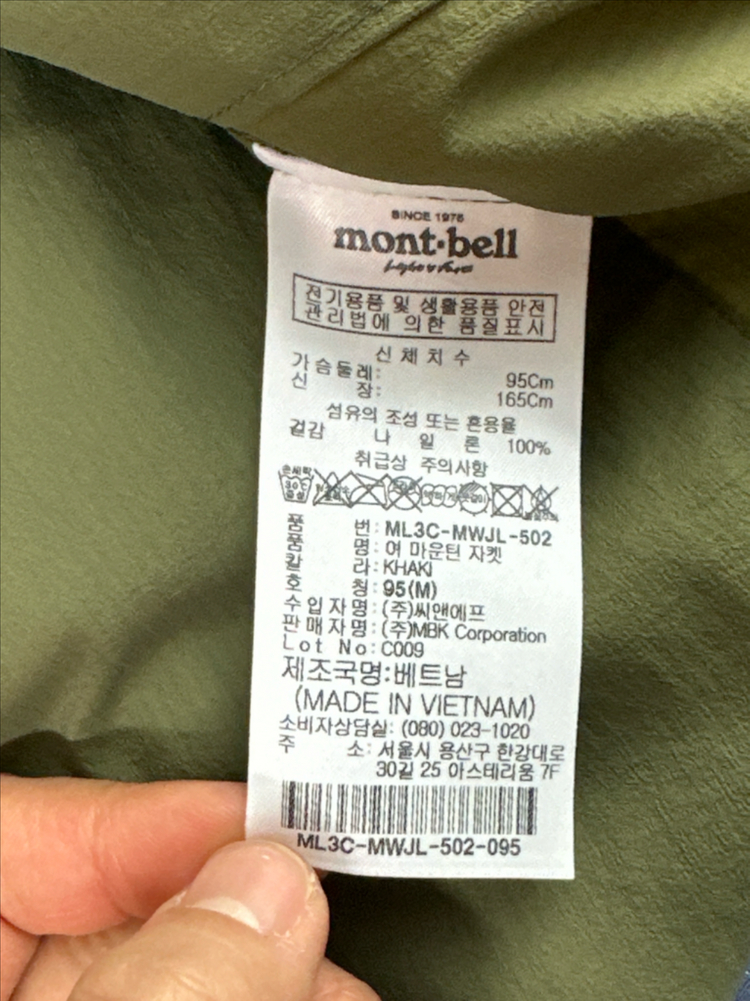 SINCE 1975
mont·bell
전기용품 및 생활용품 안전
관리법에 의한 품질표시
신체치수
가슴둘레: 95Cm
신 장: 165Cm
섬유의 조성 또는 혼용율
겉감 나 일 론 100%
취급상 주의사항
손세탁
30℃
중성
품 번: ML3C-MWJL-502
품 명: 여 마운틴 자켓
칼 라: KHAKI
호 칭: 95(M)
수입자명: (주)씨앤에프
판매자명: (주)MBK Corporation
Lot No: C009
제조국명:베트남
(MADE IN VIETNAM)
소비자상담실: (080) 023-1020
주 소: 서울시 용산구 한강대로
30길 25 아스테리움 7F
ML3C-MWJL-502-095